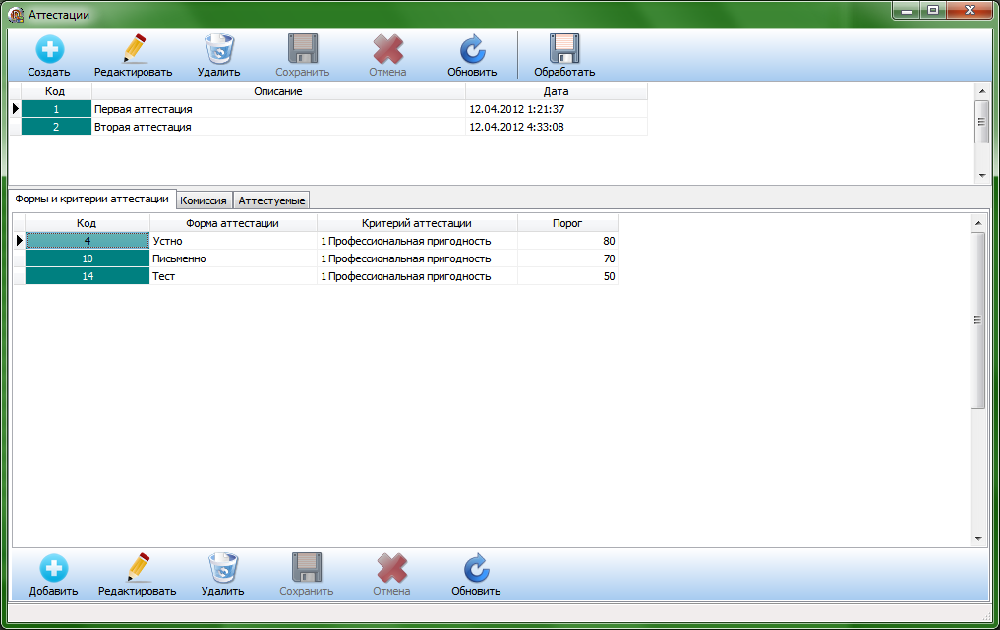 Аттестации
Создать Редактировать Удалить Сохранить Отмена Обновить Обработать
Код Описание Дата
1 Первая аттестация 12.04.2012 1:21:37
2 Вторая аттестация 12.04.2012 4:33:08
Формы и критерии аттестации Комиссия Аттестуемые
Код Форма аттестации Критерий аттестации Порог
4 Устно 1 Профессиональная пригодность 80
10 Письменно 1 Профессиональная пригодность 70
14 Тест 1 Профессиональная пригодность 50
Добавить Редактировать Удалить Сохранить Отмена Обновить